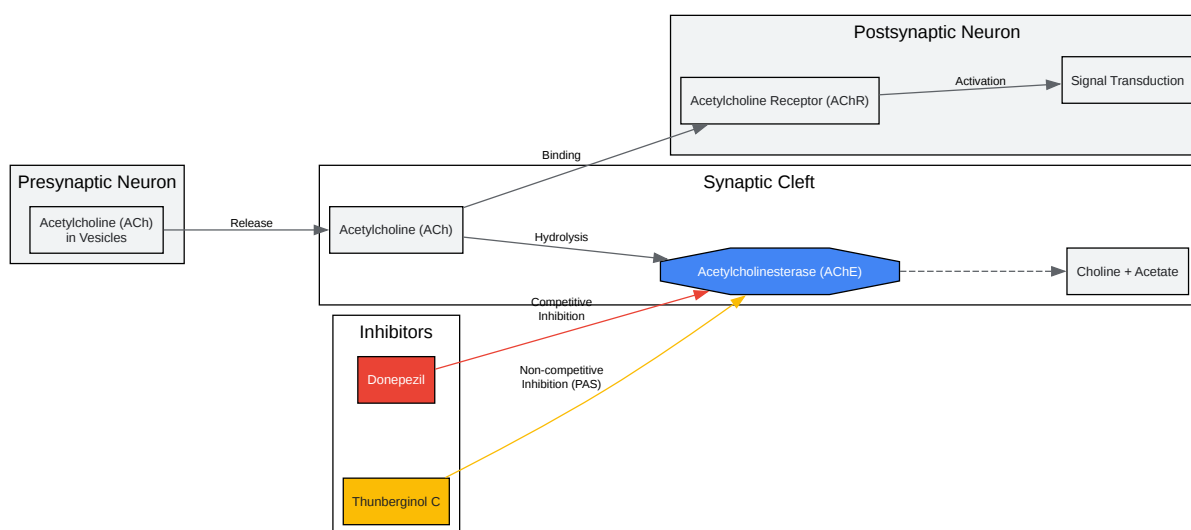 Postsynaptic Neuron
Acetylcholine Receptor (AChR)
Activation
Signal Transduction
Binding
Presynaptic Neuron
Acetylcholine (ACh)
in Vesicles
Release
Synaptic Cleft
Acetylcholine (ACh)
Hydrolysis
Acetylcholinesterase (AChE)
Choline + Acetate
Competitive
Inhibition
Inhibitors
Donepezil
Non-competitive
Inhibition (PAS)
Thunberginol C